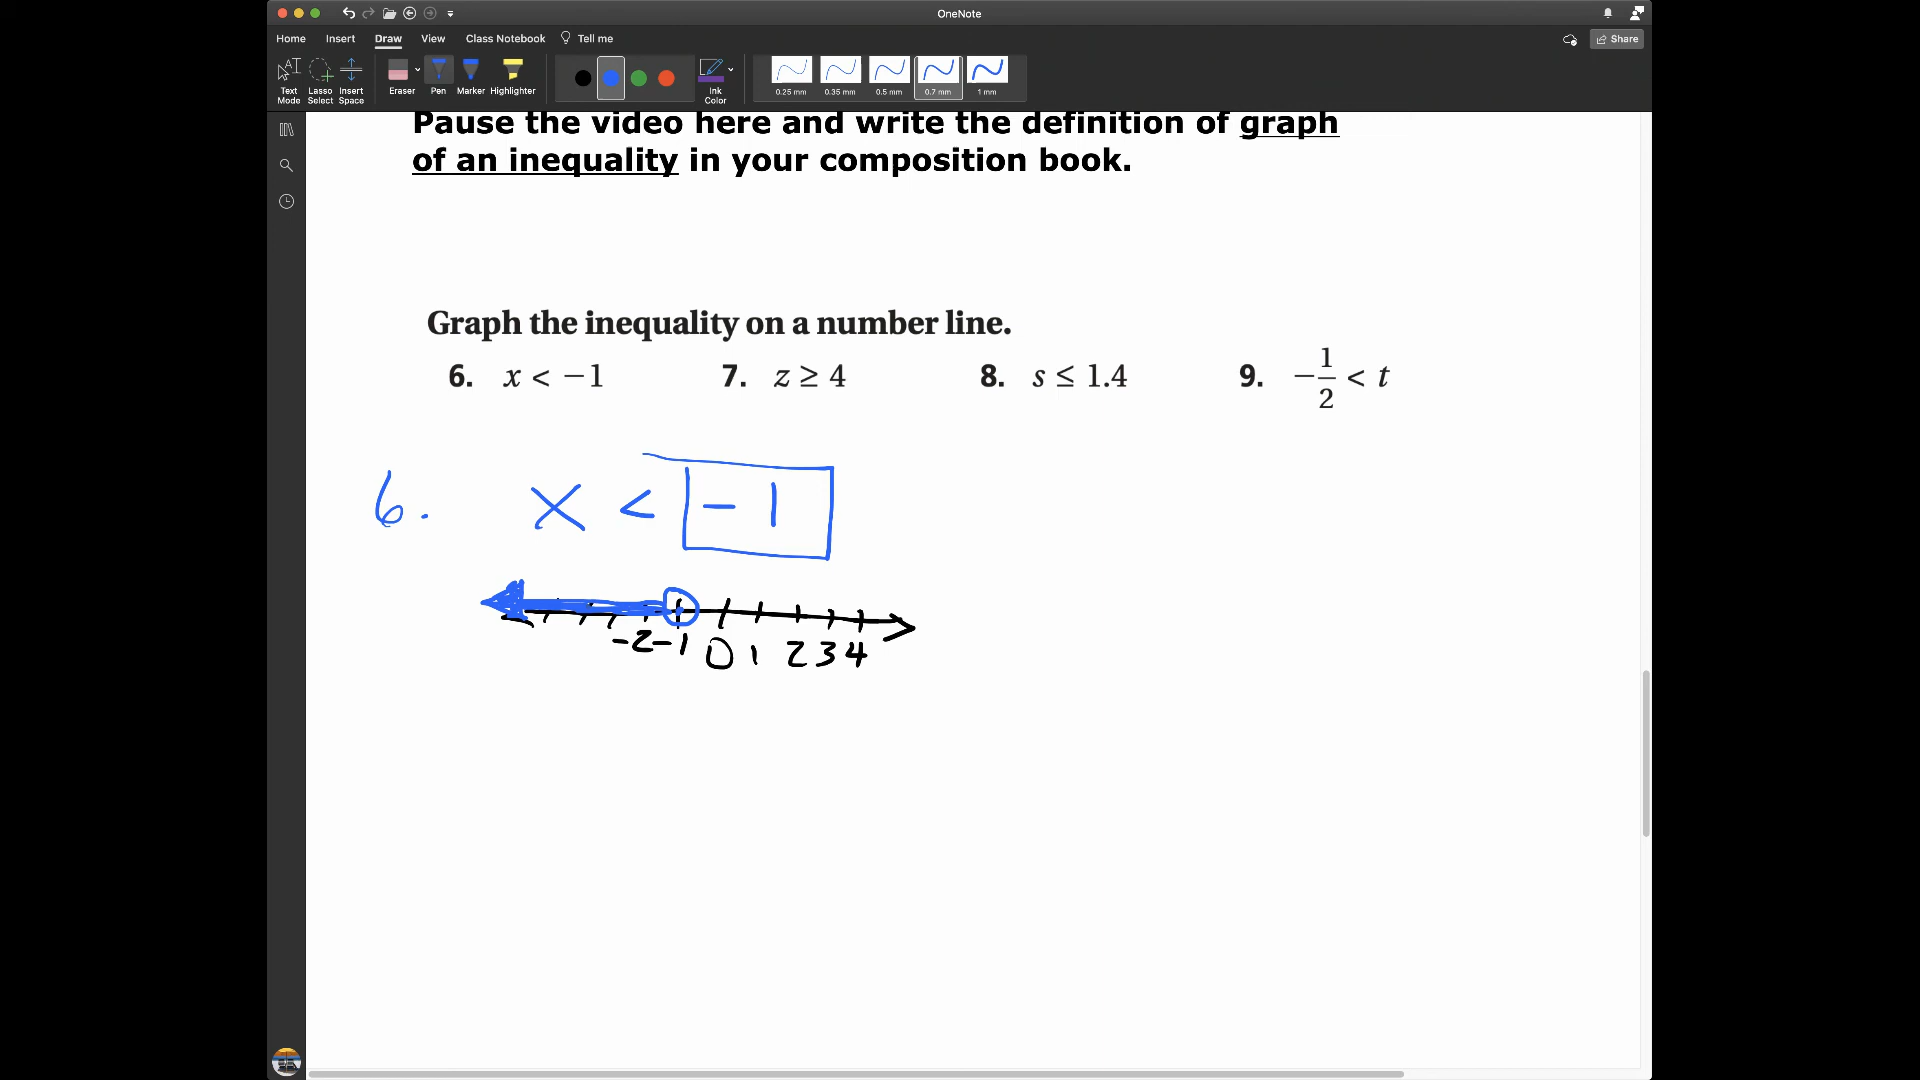 OneNote
Home Insert Draw View Class Notebook Tell me
Share
Text Mode
Lasso Select
Insert Space
Eraser
Pen
Marker
Highlighter
Ink Color
0.25 mm 0.35 mm 0.5 mm 0.7 mm 1 mm
Pause the video here and write the definition of graph
of an inequality in your composition book.
Graph the inequality on a number line.
6. x < −1 7. z ≥ 4 8. s ≤ 1.4 9. −1/2 < t
6. x < −1
−2 −1 0 1 2 3 4